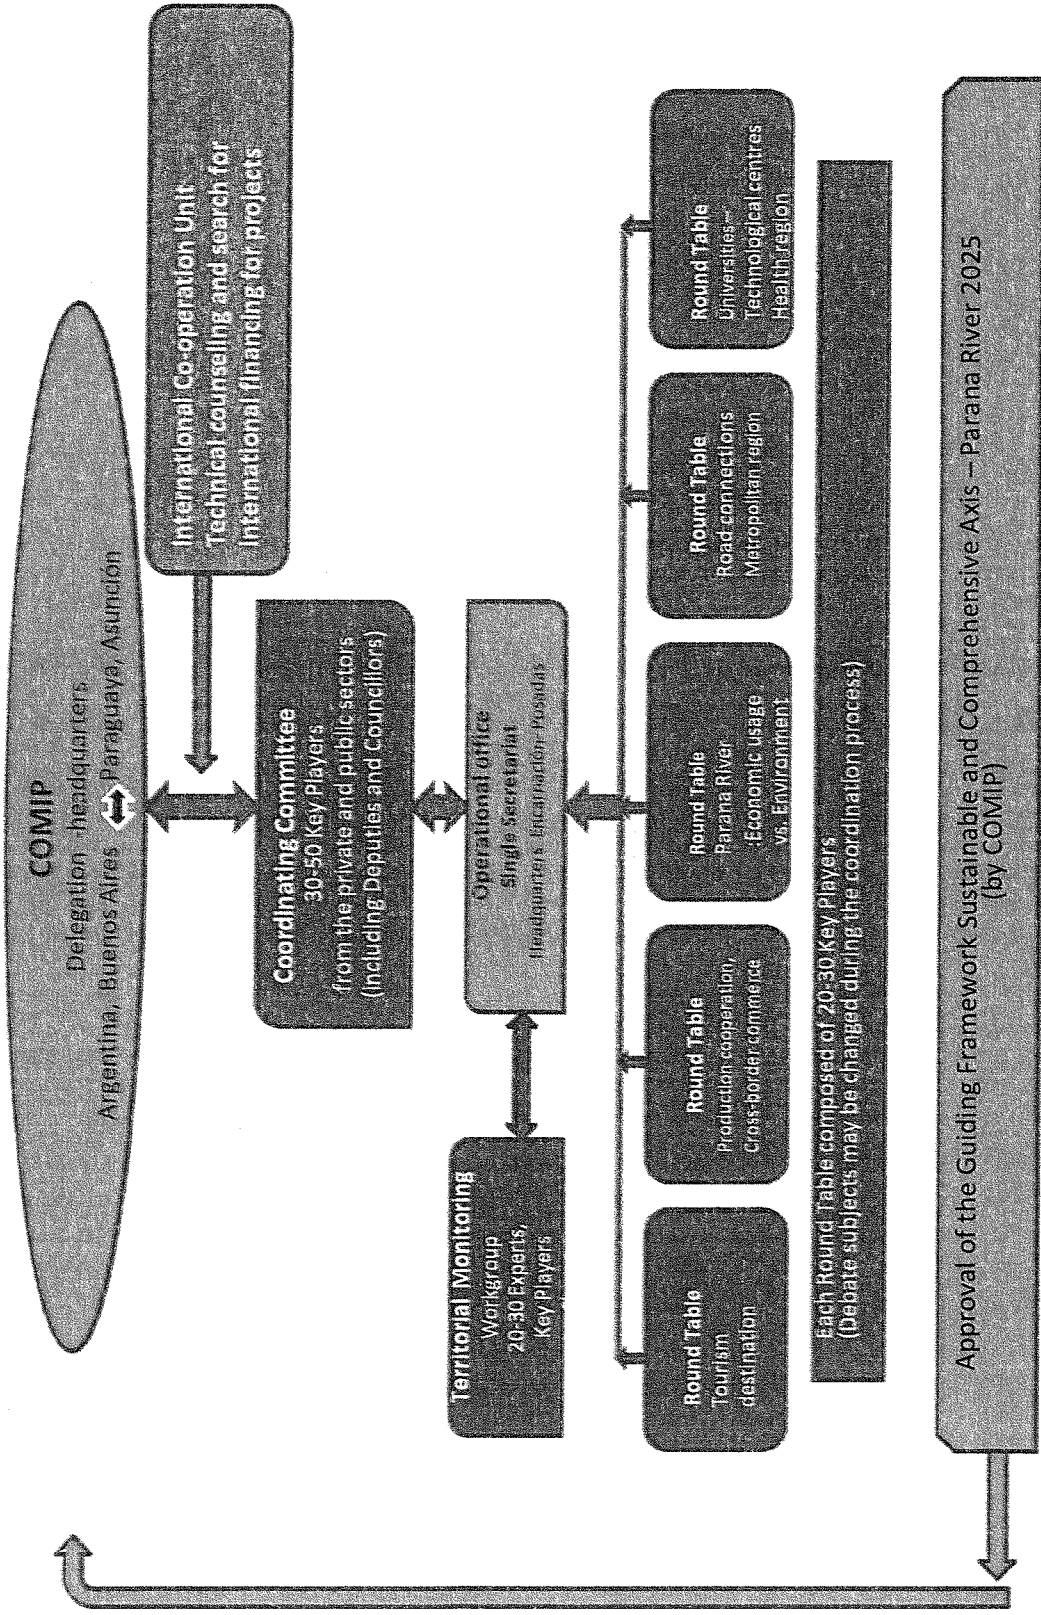 COMIP
Delegation headquarters
Argentina, Buenos Aires
Paraguaya, Asuncion
International Co-operation Unit
Technical counseling and search for
International financing for projects
Coordinating Committee
30-50 Key Players
from the private and public sectors
(Including Deputies and Councillors)
Territorial Monitoring
Workgroup
20-30 Experts,
Key Players
Operational office
Single Secretariat
Headquarters Encarnación-Posadas
Round Table
Tourism
destination
Round Table
Production cooperation,
Cross-border commerce
Round Table
Parana River
-Economic usage
vs. Environment
Round Table
Road connections
Metropolitan region
Round Table
Universities –
Technological centres
Health region
Each Round Table composed of 20-30 Key Players
(Debate subjects may be changed during the coordination process)
Approval of the Guiding Framework Sustainable and Comprehensive Axis – Parana River 2025
(by COMIP)